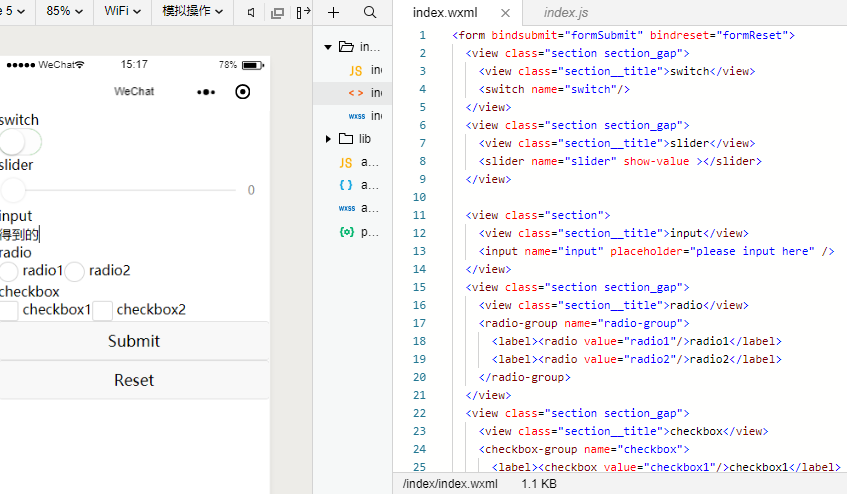 5
85%
WiFi
模拟操作
WeChat
15:17
78%
WeChat
switch
slider
0
input
得到的
radio
radio1
radio2
checkbox
checkbox1
checkbox2
Submit
Reset
in...
JS in
< > in
wxss in
lib
JS a...
{ } a...
wxss a...
{o} p...
index.wxml
index.js
1 <form bindsubmit="formSubmit" bindreset="formReset">
2 <view class="section section_gap">
3 <view class="section__title">switch</view>
4 <switch name="switch"/>
5 </view>
6 <view class="section section_gap">
7 <view class="section__title">slider</view>
8 <slider name="slider" show-value ></slider>
9 </view>
10
11 <view class="section">
12 <view class="section__title">input</view>
13 <input name="input" placeholder="please input here" />
14 </view>
15 <view class="section section_gap">
16 <view class="section__title">radio</view>
17 <radio-group name="radio-group">
18 <label><radio value="radio1"/>radio1</label>
19 <label><radio value="radio2"/>radio2</label>
20 </radio-group>
21 </view>
22 <view class="section section_gap">
23 <view class="section__title">checkbox</view>
24 <checkbox-group name="checkbox">
25 <label><checkbox value="checkbox1"/>checkbox1</label>
/index/index.wxml 1.1 KB